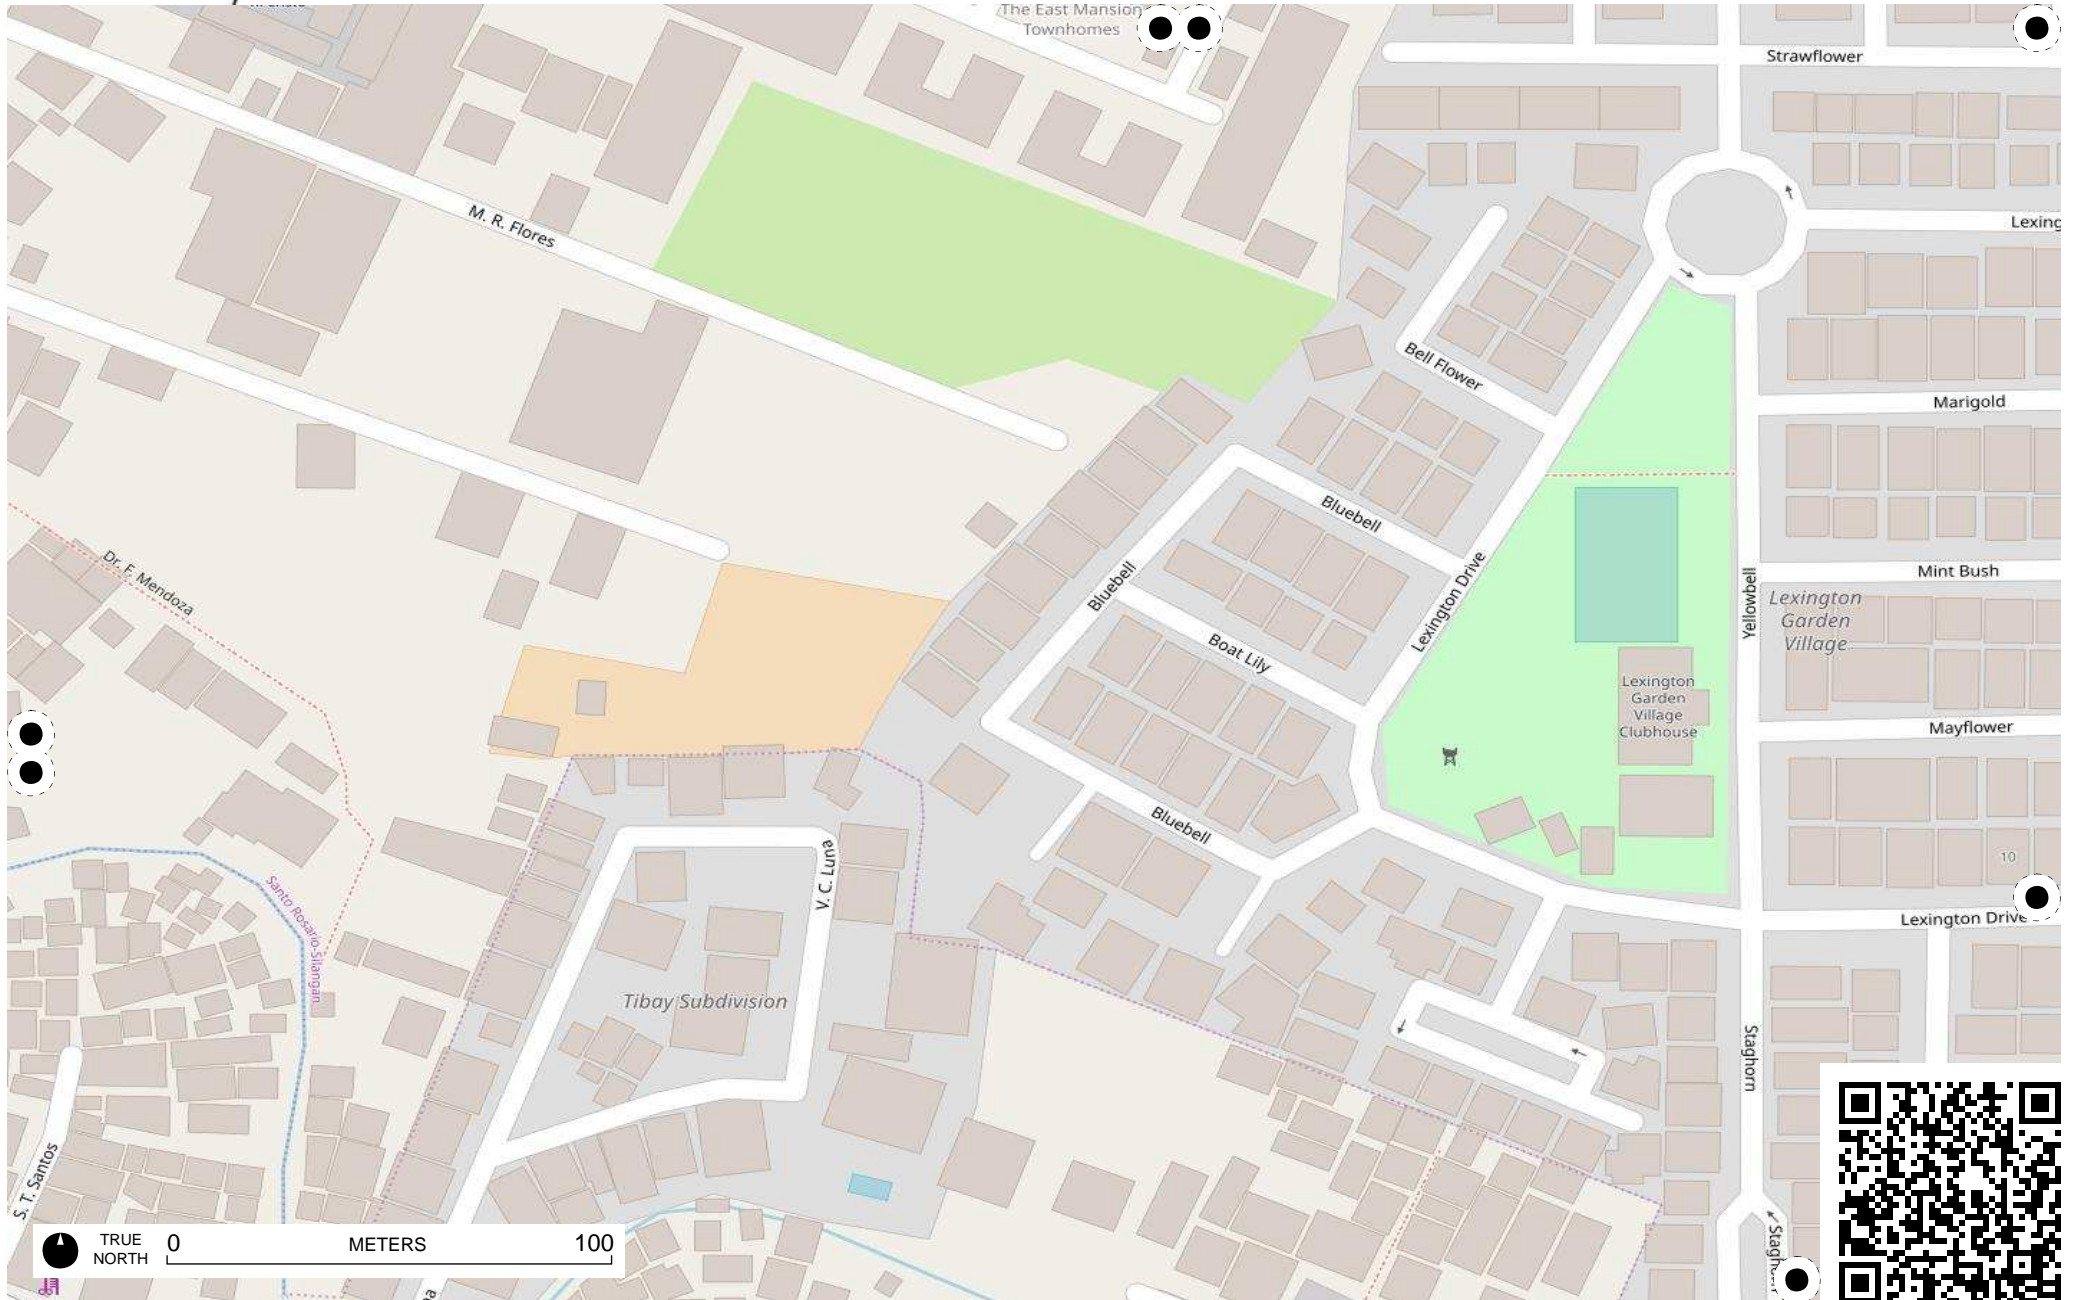 The East Mansion
Townhomes
Strawflower
M. R. Flores
Lexing
Bell Flower
Marigold
Bluebell
Dr. F. Mendoza
Bluebell
Lexington Drive
Yellowbell
Mint Bush
Lexington
Garden
Village
Boat Lily
Lexington
Garden
Village
Clubhouse
Mayflower
Bluebell
V. C. Luna
10
Santo Rosario-Silangan
Lexington Drive
Tibay Subdivision
Staghorn
S. T. Santos
TRUE
NORTH
0
METERS
100
Stagh